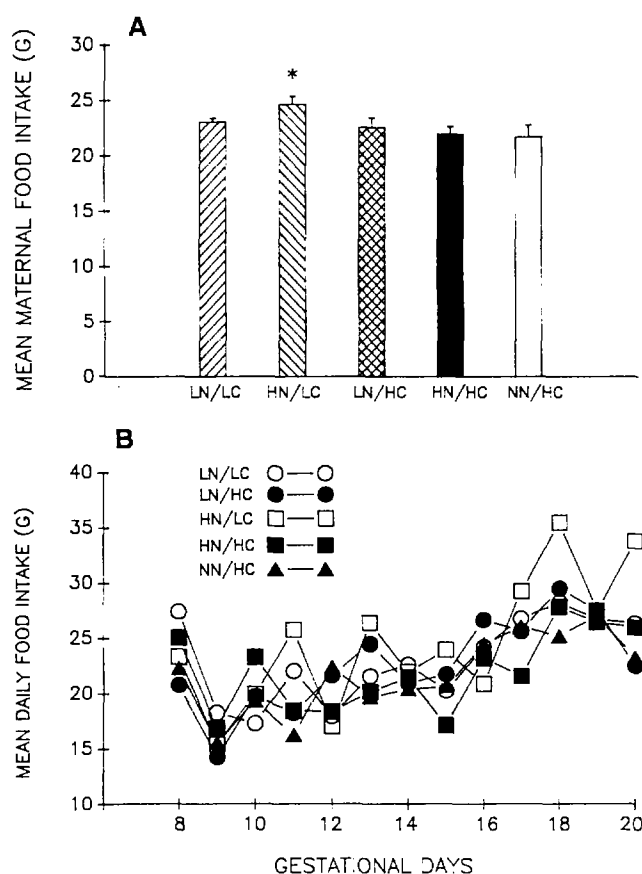 A
MEAN MATERNAL FOOD INTAKE (G)
30
25
20
15
10
5
0
*
LN/LC HN/LC LN/HC HN/HC NN/HC
B
MEAN DAILY FOOD INTAKE (G)
40
35
30
25
20
15
10
LN/LC
LN/HC
HN/LC
HN/HC
NN/HC
8 10 12 14 16 18 20
GESTATIONAL DAYS